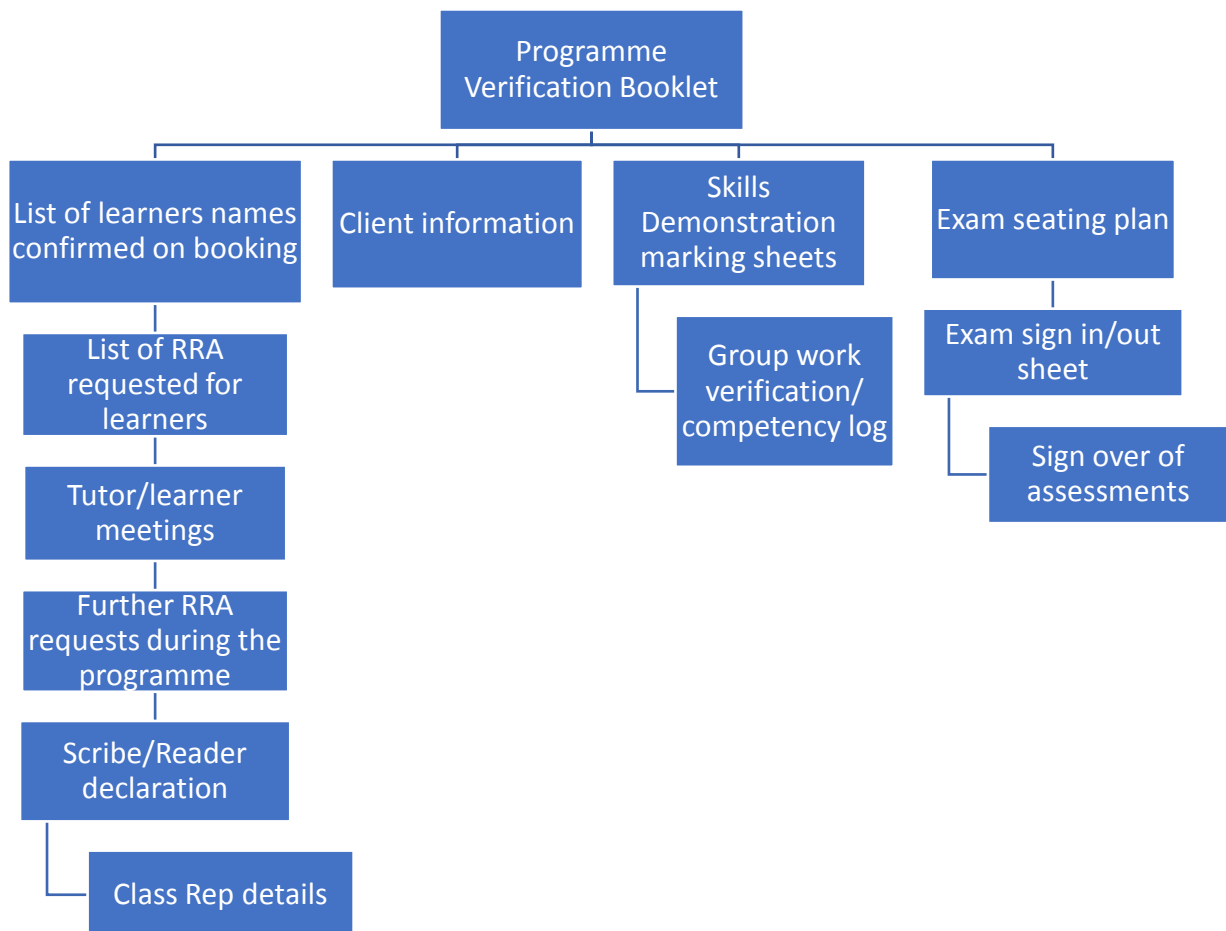 Programme
Verification Booklet
List of learners names
confirmed on booking
Client information
Skills
Demonstration
marking sheets
Exam seating plan
List of RRA
requested for
learners
Group work
verification/
competency log
Exam sign in/out
sheet
Tutor/learner
meetings
Sign over of
assessments
Further RRA
requests during the
programme
Scribe/Reader
declaration
Class Rep details